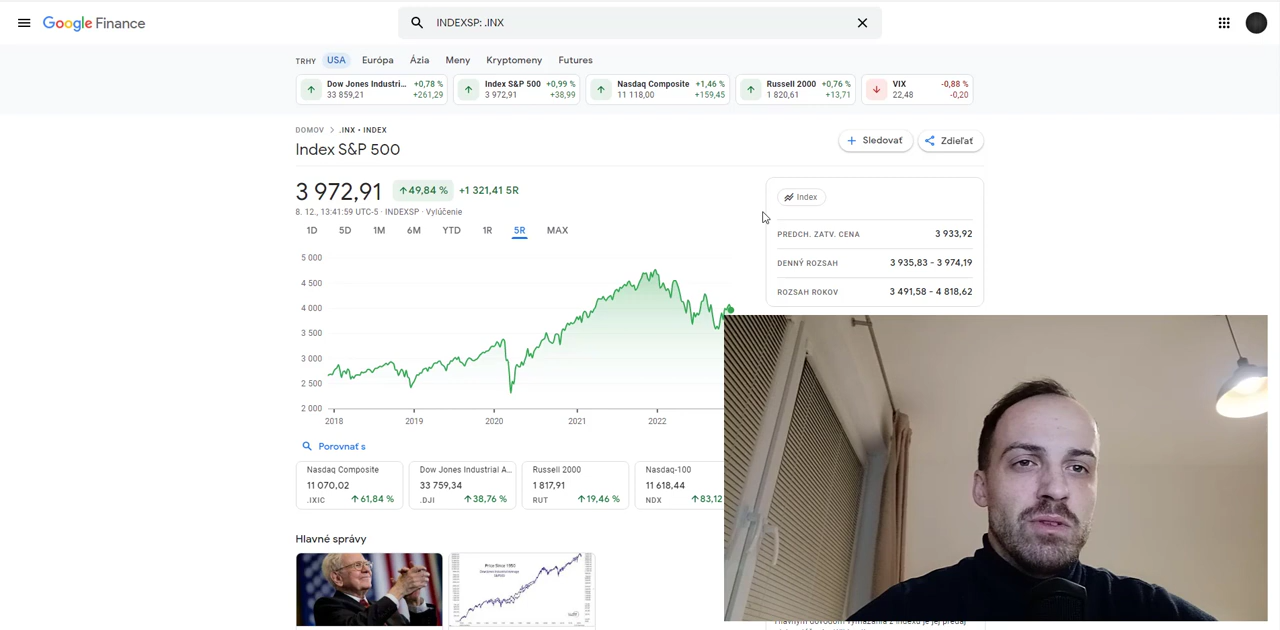 Google Finance
INDEXSP: .INX
TRHY USA Európa Ázia Meny Kryptomeny Futures
Dow Jones Industri... +0,78 %
33 859,21 +261,29
Index S&P 500 +0,99 %
3 972,91 +38,99
Nasdaq Composite +1,46 %
11 118,00 +159,45
Russell 2000 +0,76 %
1 820,61 +13,71
VIX -0,88 %
22,48 -0,20
DOMOV > .INX • INDEX
Index S&P 500
Sledovať
Zdieľať
3 972,91 49,84 % +1 321,41 5R
8. 12., 13:41:59 UTC-5 · INDEXSP · Vylúčenie
1D 5D 1M 6M YTD 1R 5R MAX
5 000
4 500
4 000
3 500
3 000
2 500
2 000
2018 2019 2020 2021 2022
Index
PREDCH. ZATV. CENA 3 933,92
DENNÝ ROZSAH 3 935,83 - 3 974,19
ROZSAH ROKOV 3 491,58 - 4 818,62
Porovnať s
Nasdaq Composite
11 070,02
.IXIC 61,84 %
Dow Jones Industrial A...
33 759,34
.DJI 38,76 %
Russell 2000
1 817,91
RUT 19,46 %
Nasdaq-100
11 618,44
NDX 83,12
Hlavné správy
Price Since 1950